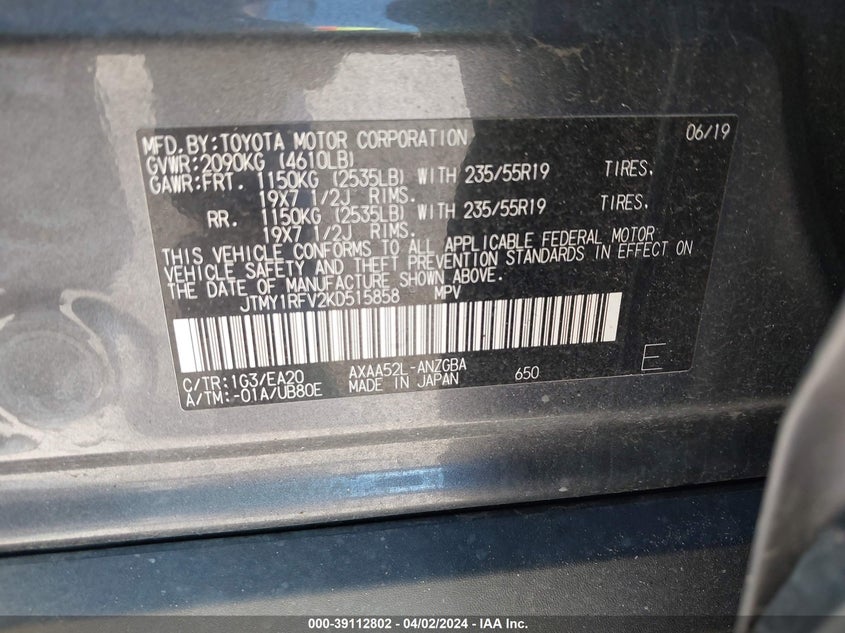 MFD.BY:TOYOTA MOTOR CORPORATION 06/19
GVWR:2090KG (4610LB)
GAWR:FRT. 1150KG (2535LB) WITH 235/55R19 TIRES,
19X7 1/2J RIMS.
RR. 1150KG (2535LB) WITH 235/55R19 TIRES,
19X7 1/2J RIMS.
THIS VEHICLE CONFORMS TO ALL APPLICABLE FEDERAL MOTOR
VEHICLE SAFETY AND THEFT PREVENTION STANDARDS IN EFFECT ON
THE DATE OF MANUFACTURE SHOWN ABOVE.
JTMY1RFV2KD515858 MPV
C/TR:1G3/EA20 AXAA52L-ANZGBA 650 E
A/TM:-01A/UB80E MADE IN JAPAN
000-39112802 - 04/02/2024 - IAA Inc.